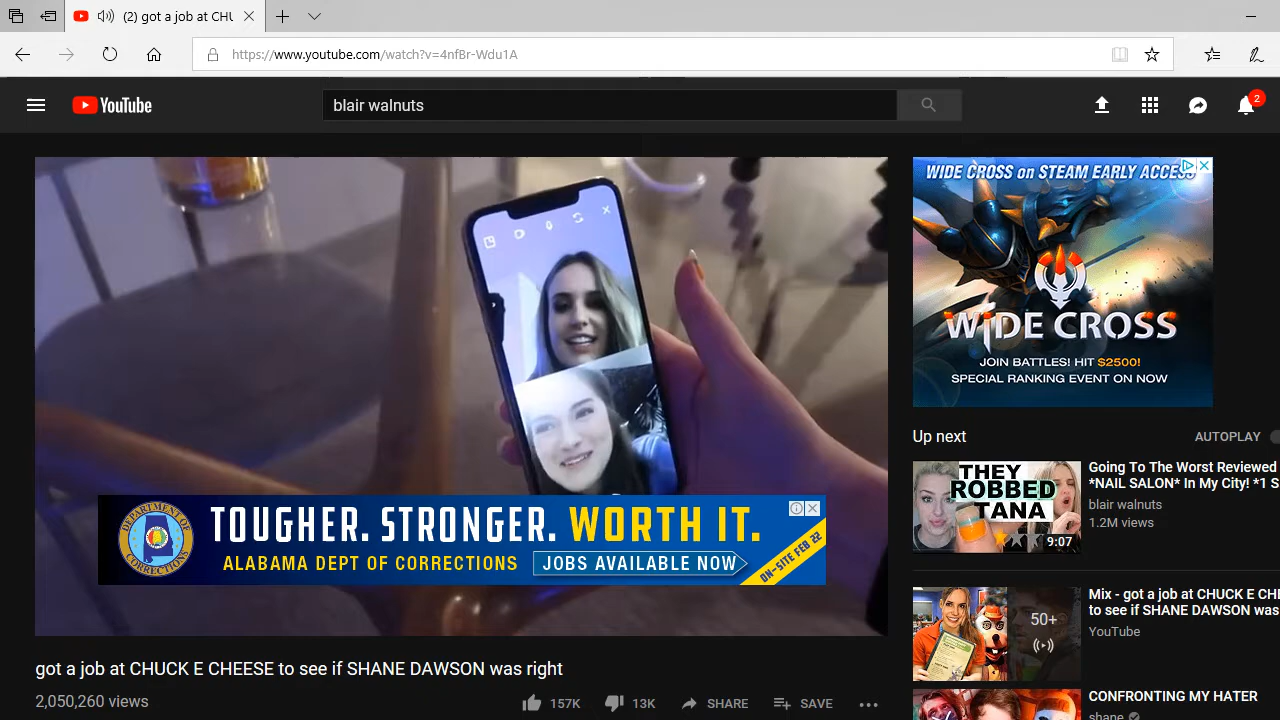 (2) got a job at CHU
https://www.youtube.com/watch?v=4nfBr-Wdu1A
YouTube
blair walnuts
2
WIDE CROSS on STEAM EARLY ACCESS
WIDE CROSS
JOIN BATTLES! HIT $2500!
SPECIAL RANKING EVENT ON NOW
TOUGHER. STRONGER. WORTH IT.
ALABAMA DEPT OF CORRECTIONS
JOBS AVAILABLE NOW
ON-SITE FEB 22
DEPARTMENT OF
CORRECTIONS
Up next
AUTOPLAY
THEY
ROBBED
TANA
9:07
Going To The Worst Reviewed
*NAIL SALON* In My City! *1 S
blair walnuts
1.2M views
50+
Mix - got a job at CHUCK E CHE
to see if SHANE DAWSON was
YouTube
CONFRONTING MY HATER
shane
got a job at CHUCK E CHEESE to see if SHANE DAWSON was right
2,050,260 views
157K
13K
SHARE
SAVE